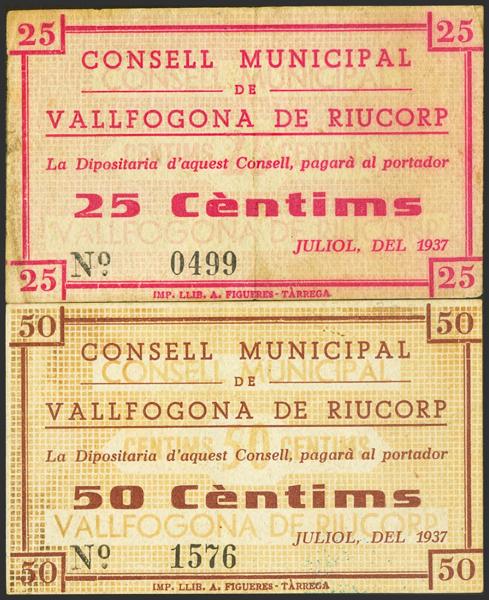 25 25
CONSELL MUNICIPAL
DE
VALLFOGONA DE RIUCORP
La Dipositaria d'aquest Consell, pagarà al portador
25 Cèntims
JULIOL, DEL 1937
Nº 0499
25 25
IMP. LLIB. A. FIGUERES - TÀRREGA
50 50
CONSELL MUNICIPAL
CONSELL MUNICIPAL
DE
VALLFOGONA DE RIUCORP
CENTIMS 50 CENTIMS
La Dipositaria d'aquest Consell, pagarà al portador
50 Cèntims
VALLFOGONA DE RIUCORP
JULIOL, DEL 1937
Nº 1576
50 50
IMP. LLIB. A. FIGUERES - TÀRREGA